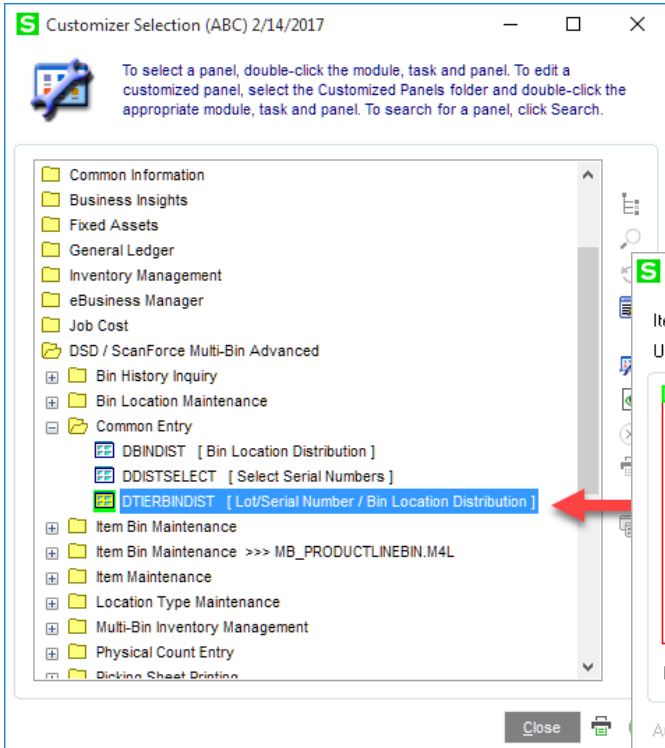 S Customizer Selection (ABC) 2/14/2017
To select a panel, double-click the module, task and panel. To edit a
customized panel, select the Customized Panels folder and double-click the
appropriate module, task and panel. To search for a panel, click Search.
Common Information
Business Insights
Fixed Assets
General Ledger
Inventory Management
eBusiness Manager
Job Cost
DSD / ScanForce Multi-Bin Advanced
Bin History Inquiry
Bin Location Maintenance
Common Entry
DBINDIST [ Bin Location Distribution ]
DDISTSELECT [ Select Serial Numbers ]
DTIERBINDIST [ Lot/Serial Number / Bin Location Distribution ]
Item Bin Maintenance
Item Bin Maintenance >>> MB_PRODUCTLINEBIN.M4L
Item Maintenance
Location Type Maintenance
Multi-Bin Inventory Management
Physical Count Entry
Picking Sheet Printing
Close
S